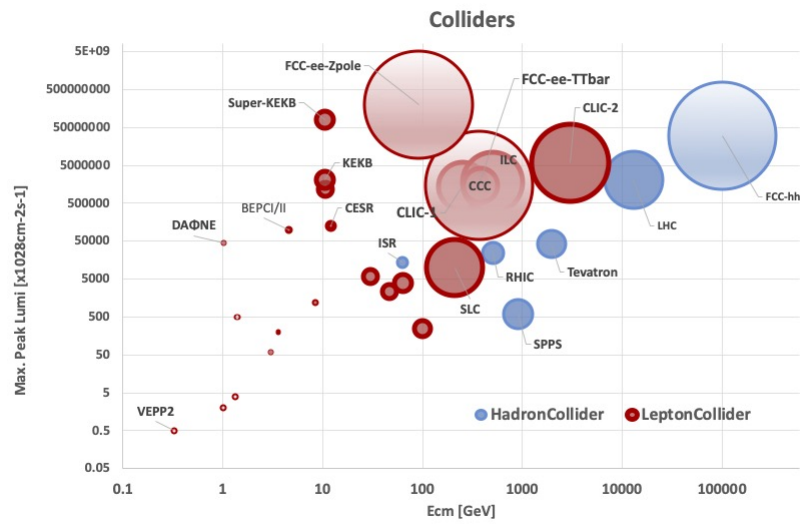 Colliders
5E+09
500000000
50000000
5000000
500000
50000
5000
500
50
5
0.5
0.05
Max. Peak Lumi [x1028cm-2s-1]
FCC-ee-Zpole
FCC-ee-TTbar
Super-KEKB
CLIC-2
KEKB
ILC
CCC
CLIC-1
FCC-hh
BEPCI/II
CESR
LHC
DAΦNE
ISR
RHIC
Tevatron
SLC
SPPS
VEPP2
HadronCollider
LeptonCollider
0.1
1
10
100
1000
10000
100000
Ecm [GeV]